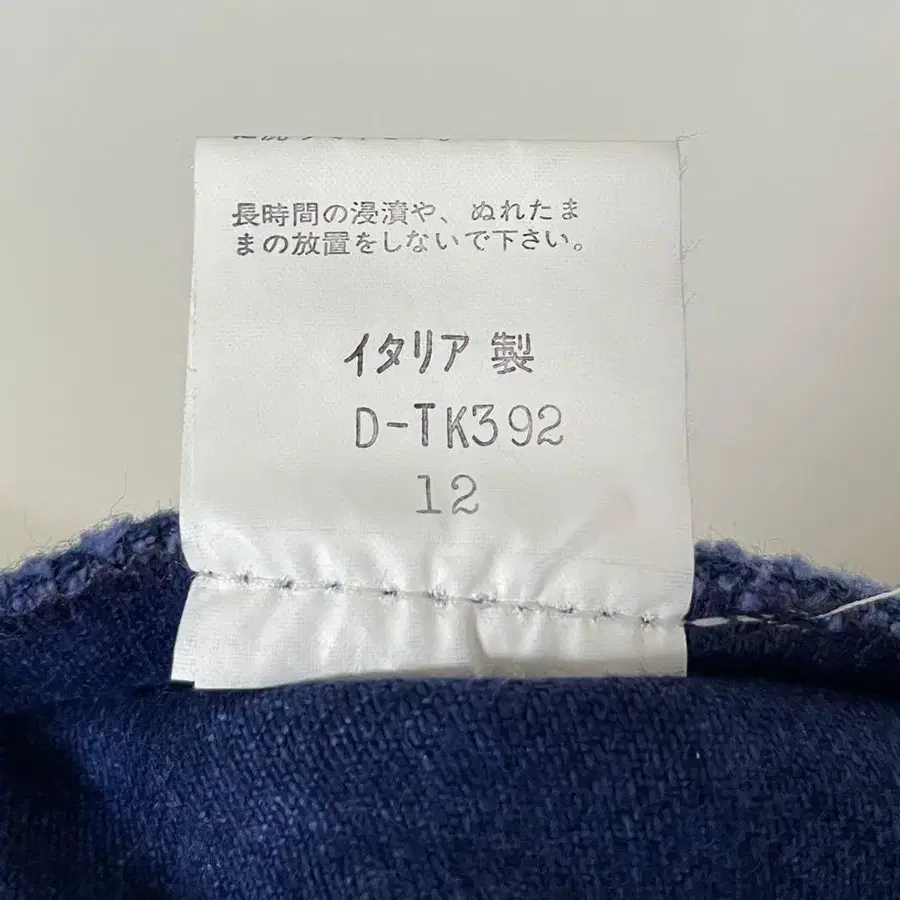 長時間の浸漬や、ぬれたま
まの放置をしないで下さい。
イタリア製
D-TK392
12